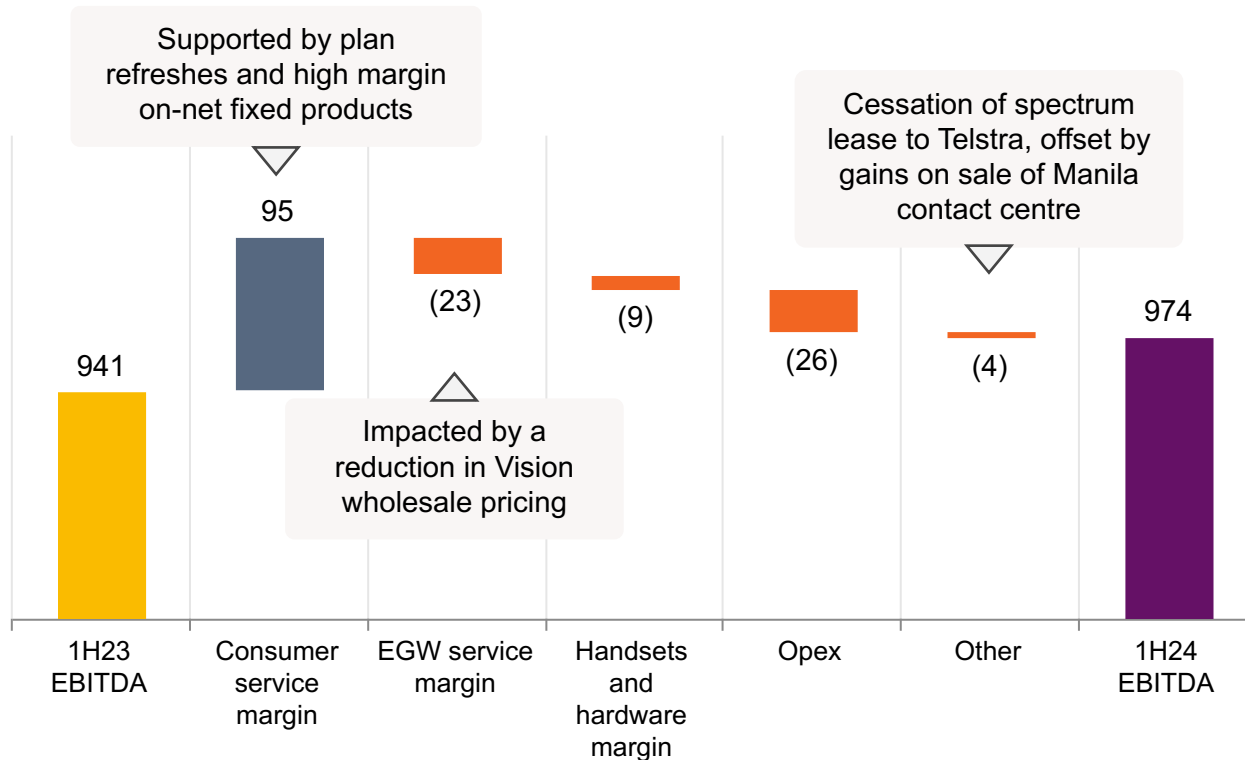 Supported by plan
refreshes and high margin
on-net fixed products
Cessation of spectrum
lease to Telstra, offset by
gains on sale of Manila
contact centre
95
(23)
(9)
(26)
(4)
941
974
Impacted by a
reduction in Vision
wholesale pricing
1H23
EBITDA
Consumer
service
margin
EGW service
margin
Handsets
and
hardware
margin
Opex
Other
1H24
EBITDA